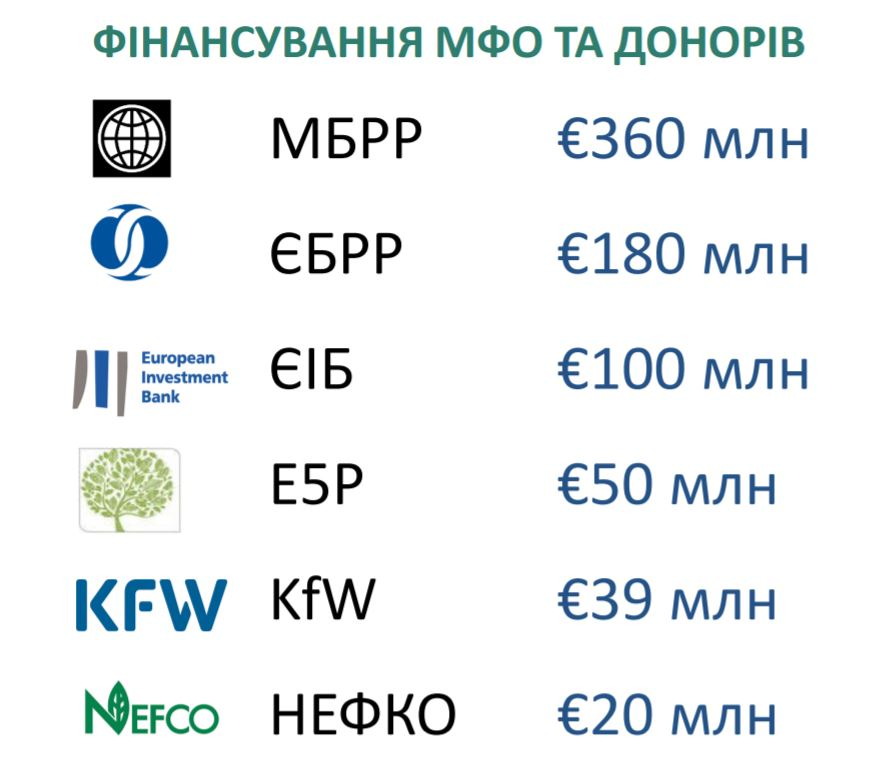 ФІНАНСУВАННЯ МФО ТА ДОНОРІВ
МБРР €360 млн
ЄБРР €180 млн
European
Investment
Bank
ЄІБ €100 млн
E5P €50 млн
KFW KfW €39 млн
NEFCO НЕФКО €20 млн